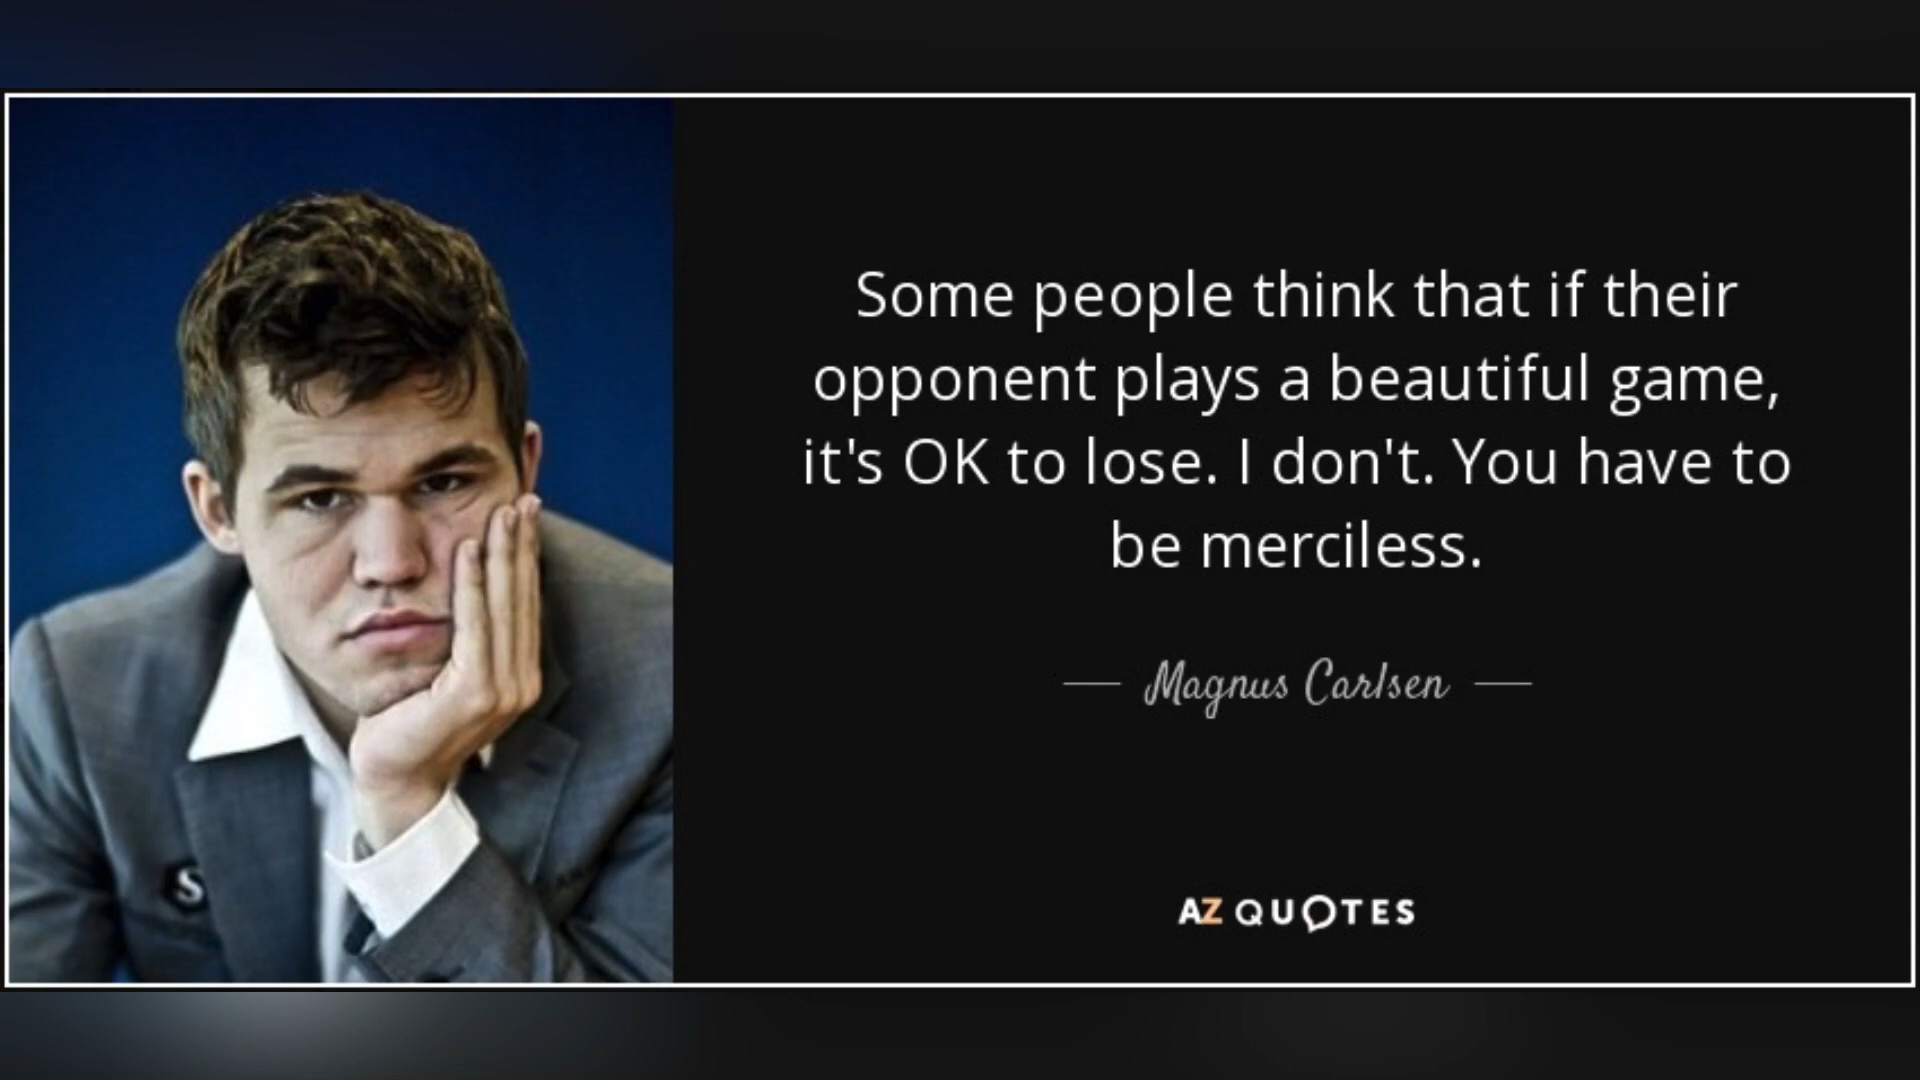 Some people think that if their
opponent plays a beautiful game,
it's OK to lose. I don't. You have to
be merciless.
Magnus Carlsen
AZ QUOTES
S